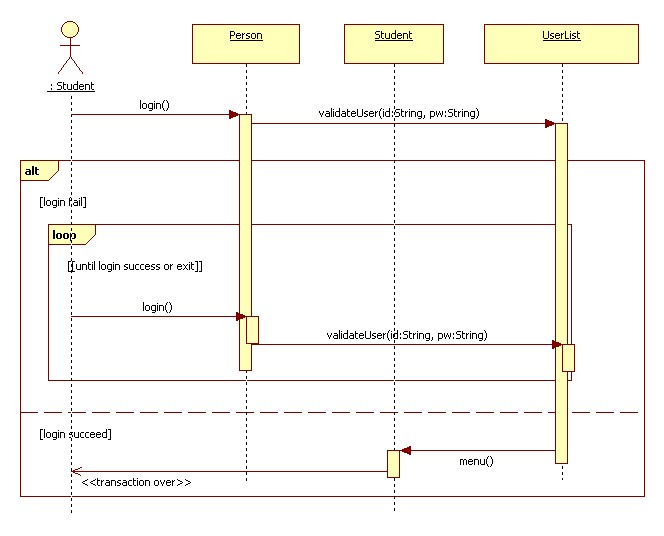 Person
Student
UserList
: Student
login()
validateUser(id:String, pw:String)
alt
[login fail]
loop
[[until login success or exit]]
login()
validateUser(id:String, pw:String)
[login succeed]
menu()
<<transaction over>>